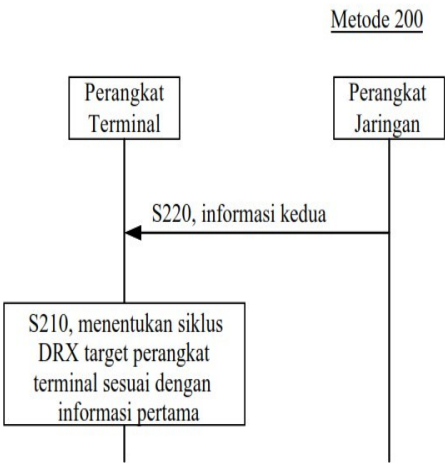 Metode 200
Perangkat
Terminal
Perangkat
Jaringan
S220, informasi kedua
S210, menentukan siklus
DRX target perangkat
terminal sesuai dengan
informasi pertama